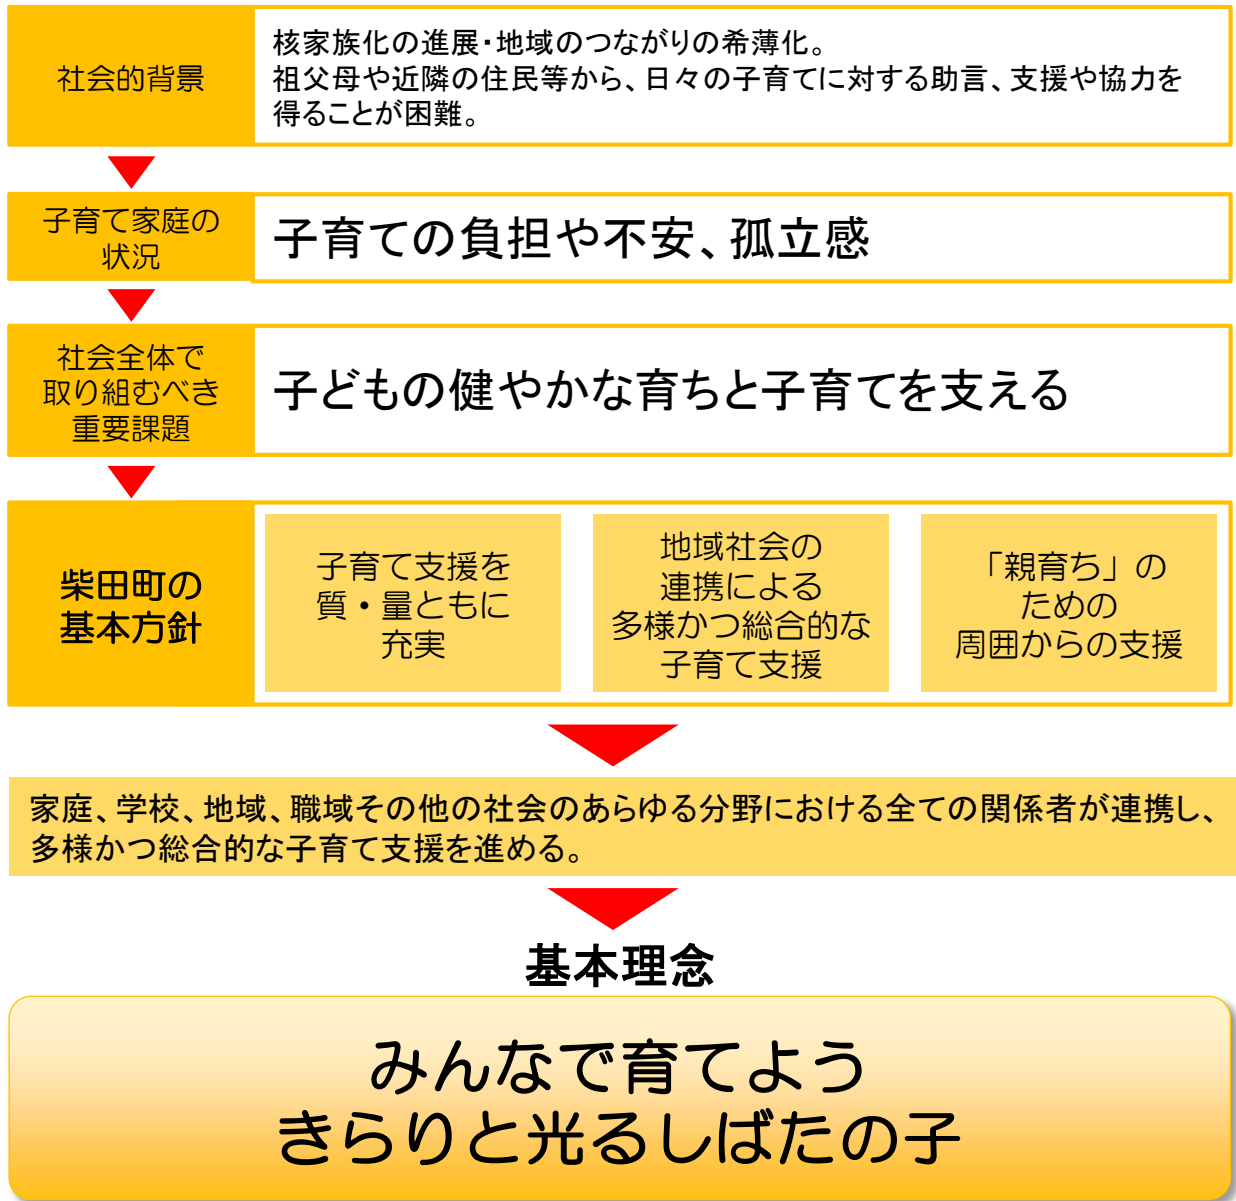 社会的背景
核家族化の進展・地域のつながりの希薄化。
祖父母や近隣の住民等から、日々の子育てに対する助言、支援や協力を
得ることが困難。
子育て家庭の
状況
子育ての負担や不安、孤立感
社会全体で
取り組むべき
重要課題
子どもの健やかな育ちと子育てを支える
柴田町の
基本方針
子育て支援を
質・量ともに
充実
地域社会の
連携による
多様かつ総合的な
子育て支援
「親育ち」の
ための
周囲からの支援
家庭、学校、地域、職域その他の社会のあらゆる分野における全ての関係者が連携し、
多様かつ総合的な子育て支援を進める。
基本理念
みんなで育てよう
きらりと光るしばたの子